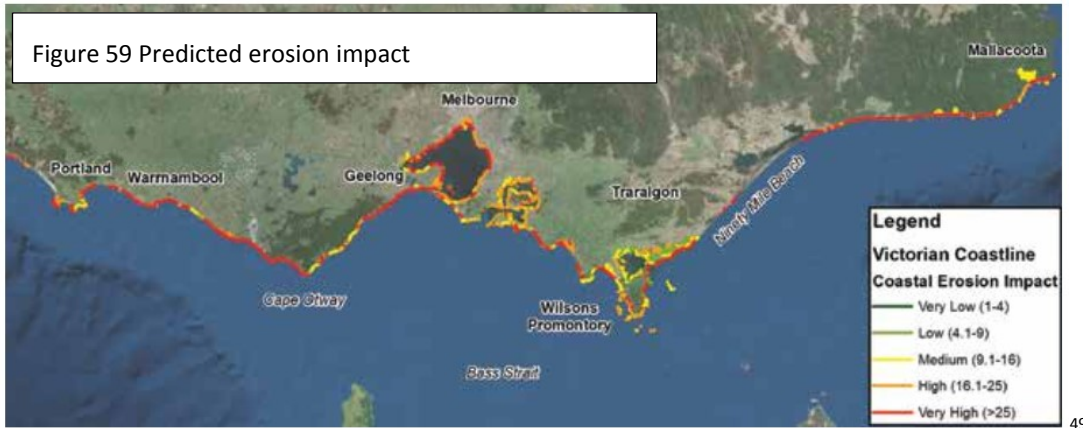 Figure 59 Predicted erosion impact
Mallacoota
Melbourne
Portland
Warrnambool
Geelong
Traralgon
Ninety Mile Beach
Cape Otway
Wilsons
Promontory
Bass Strait
Legend
Victorian Coastline
Coastal Erosion Impact
Very Low (1-4)
Low (4.1-9)
Medium (9.1-16)
High (16.1-25)
Very High (>25)
49